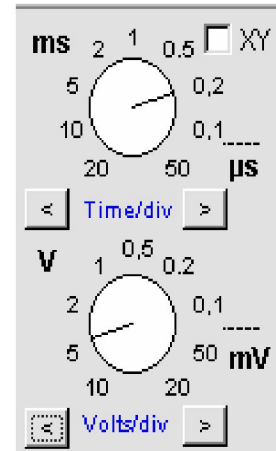 ms 2 1 0.5 XY
5 0,2
10 0,1
20 50 µs
< Time/div >
V 1 0,5 0.2
2 0,1
5 50 mV
10 20
< Volts/div >